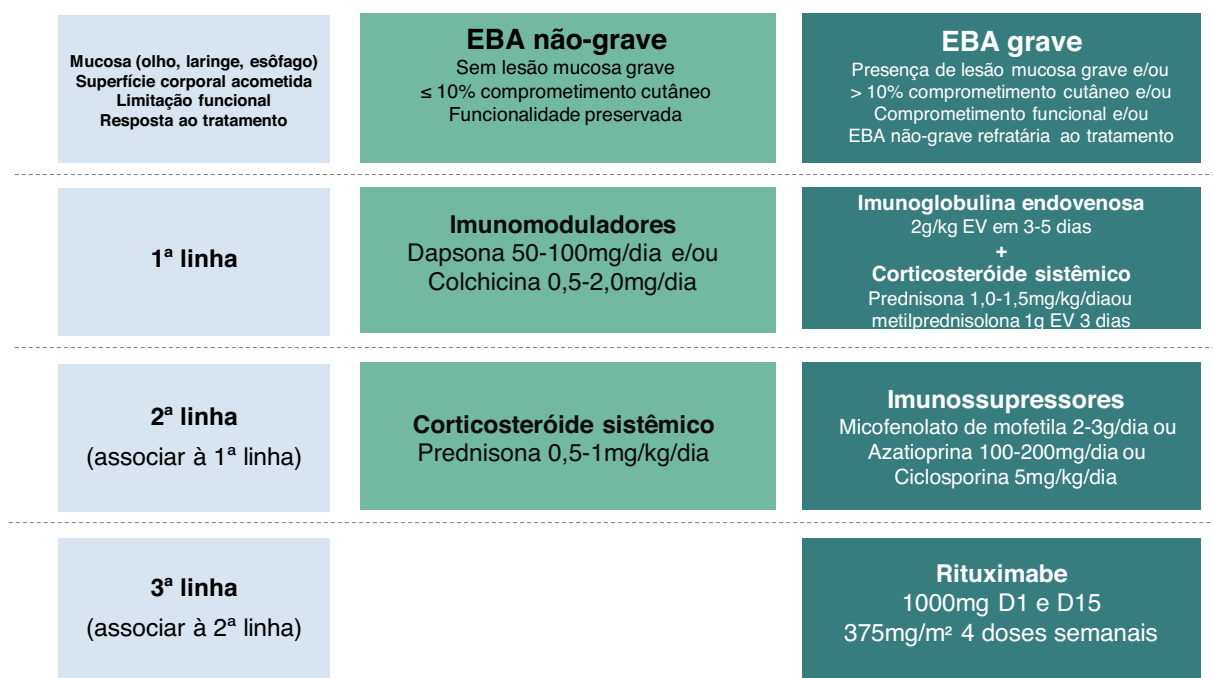 Mucosa (olho, laringe, esôfago)
Superfície corporal acometida
Limitação funcional
Resposta ao tratamento
EBA não-grave
Sem lesão mucosa grave
≤ 10% comprometimento cutâneo
Funcionalidade preservada
EBA grave
Presença de lesão mucosa grave e/ou
> 10% comprometimento cutâneo e/ou
Comprometimento funcional e/ou
EBA não-grave refratária ao tratamento
1ª linha
Imunomoduladores
Dapsona 50-100mg/dia e/ou
Colchicina 0,5-2,0mg/dia
Imunoglobulina endovenosa
2g/kg EV em 3-5 dias
+
Corticosteróide sistêmico
Prednisona 1,0-1,5mg/kg/diaou
metilprednisolona 1g EV 3 dias
2ª linha
(associar à 1ª linha)
Corticosteróide sistêmico
Prednisona 0,5-1mg/kg/dia
Imunossupressores
Micofenolato de mofetila 2-3g/dia ou
Azatioprina 100-200mg/dia ou
Ciclosporina 5mg/kg/dia
3ª linha
(associar à 2ª linha)
Rituximabe
1000mg D1 e D15
375mg/m² 4 doses semanais